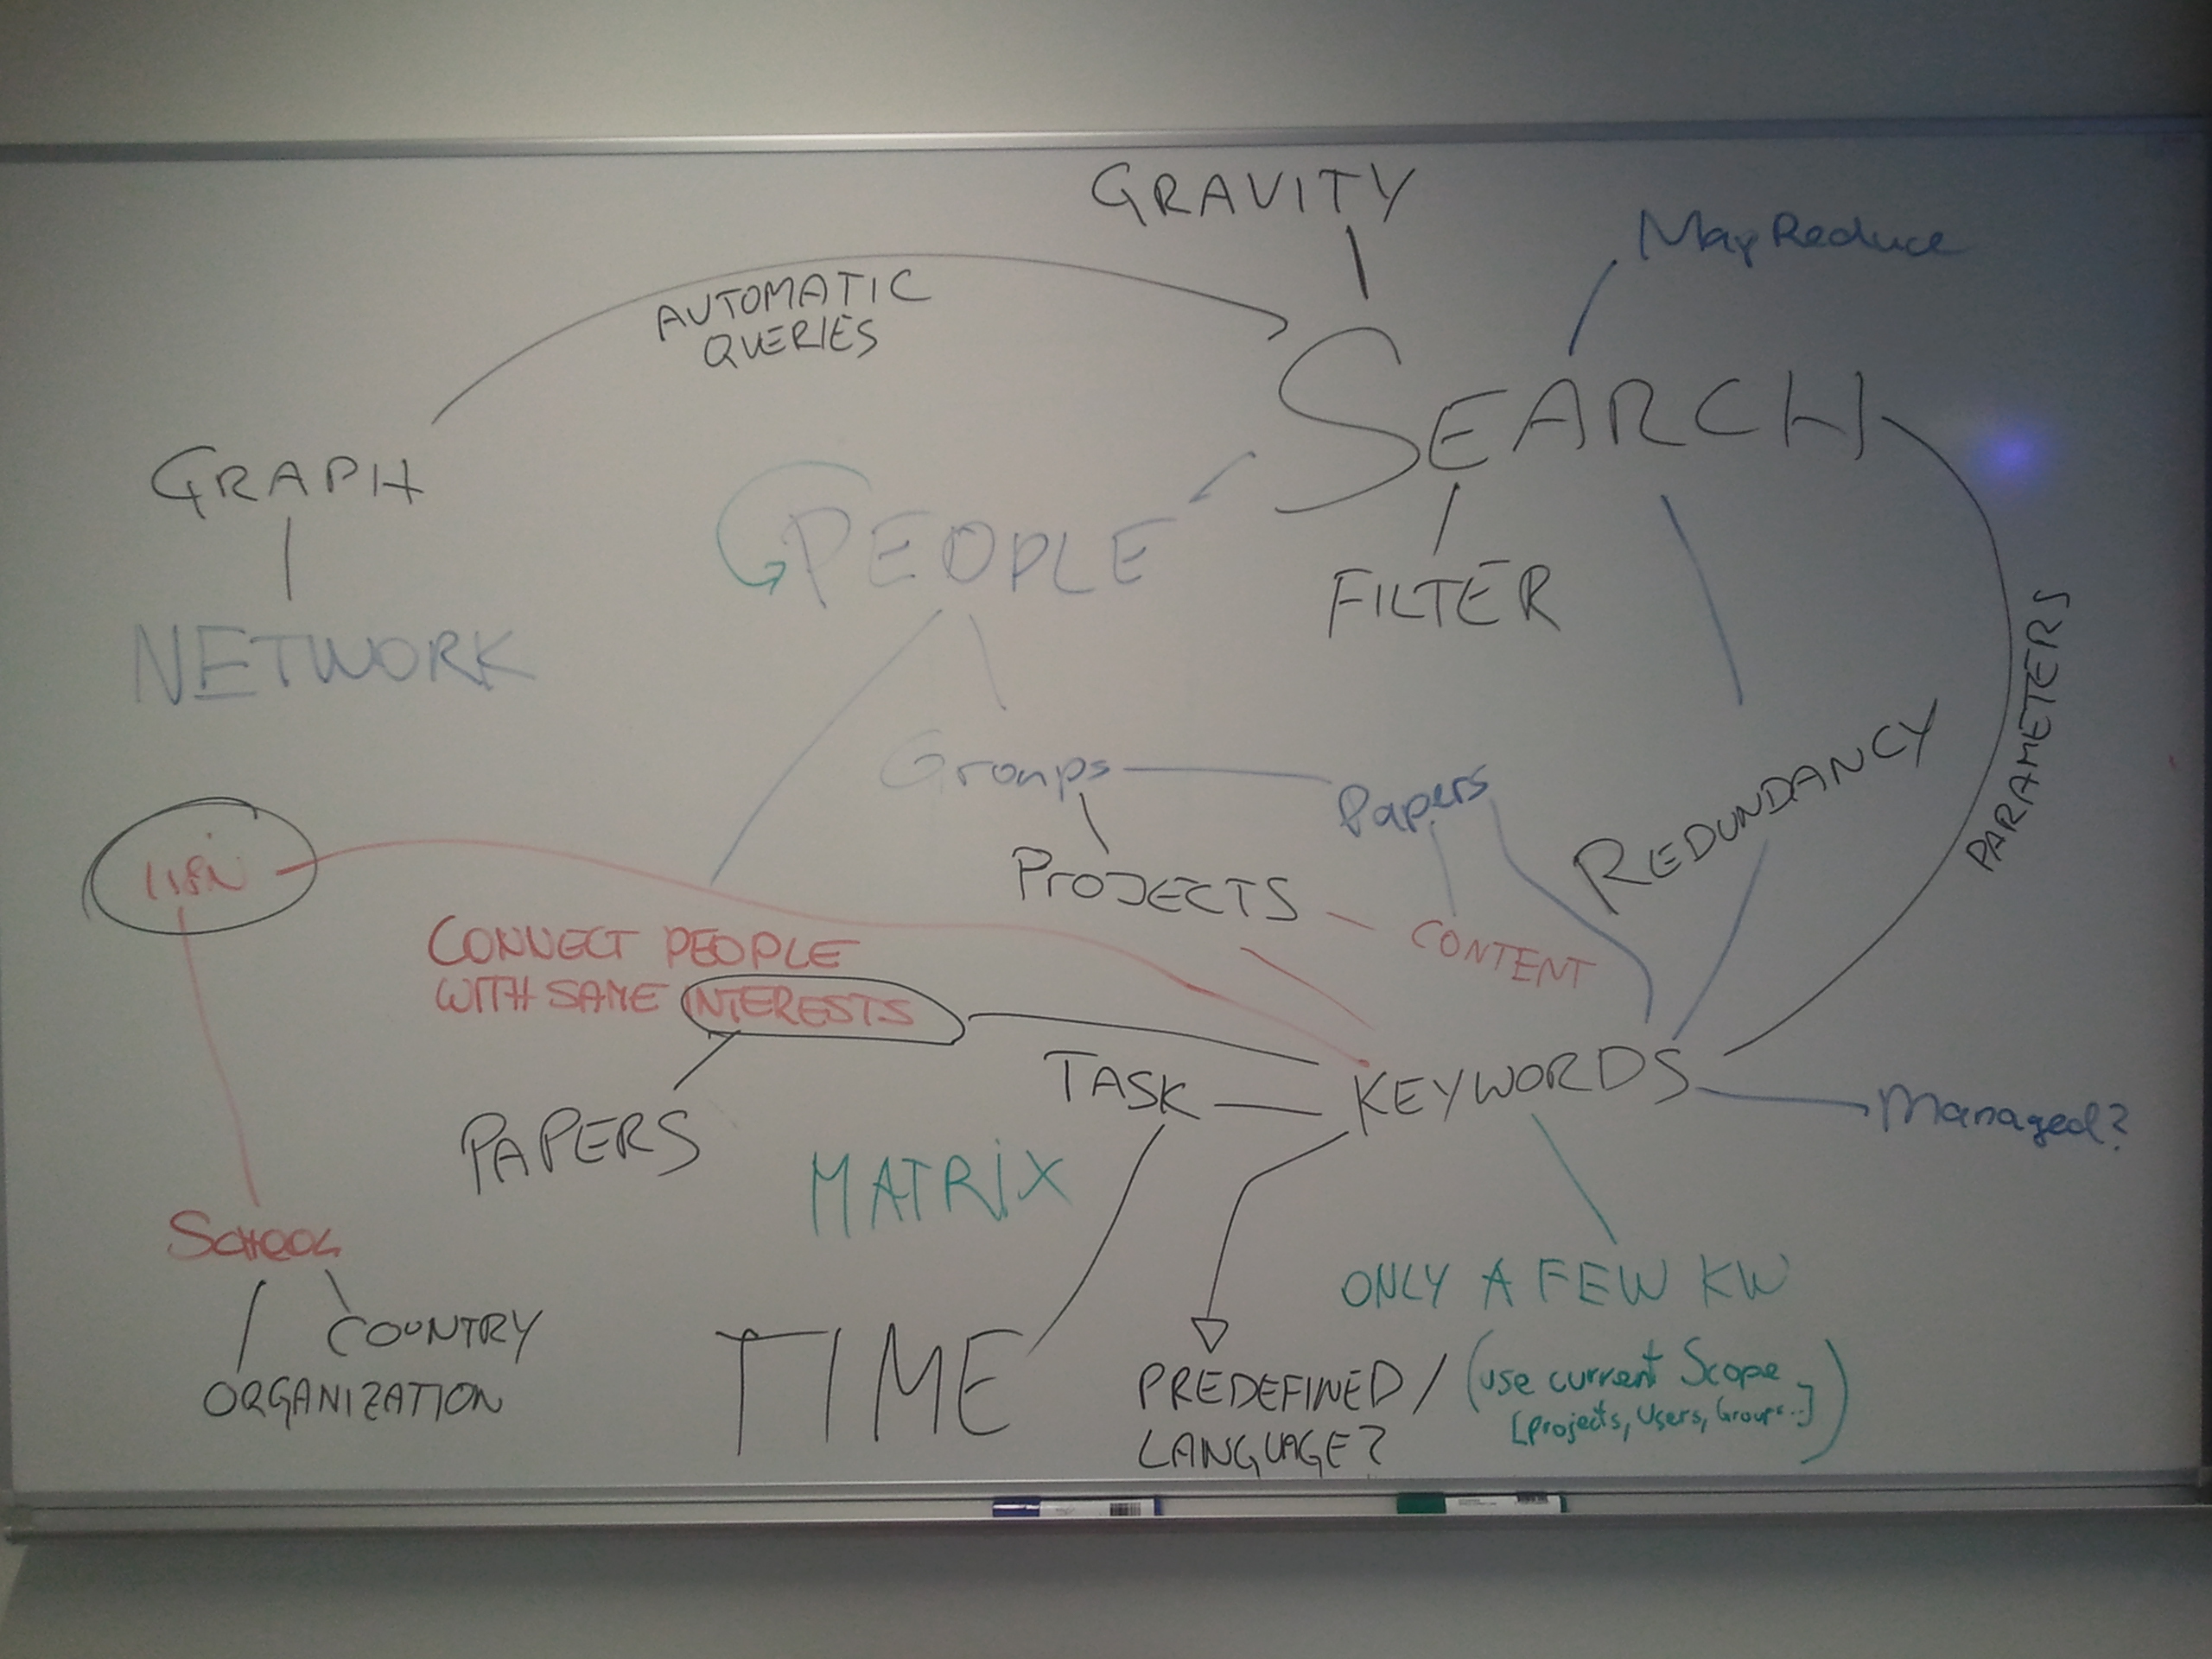 GRAVITY
MapReduce
AUTOMATIC
QUERIES
SEARCH
GRAPH
PEOPLE
FILTER
NETWORK
PARAMETERS
Groups
Papers
REDUNDANCY
PROJECTS
CONTENT
CONNECT PEOPLE
WITH SAME INTERESTS
TASK
KEYWORDS
Managed?
PAPERS
MATRIX
SCHOOL
COUNTRY
ORGANIZATION
TIME
ONLY A FEW KW
(use current Scope
[Projects, Users, Groups...])
PREDEFINED /
LANGUAGE?